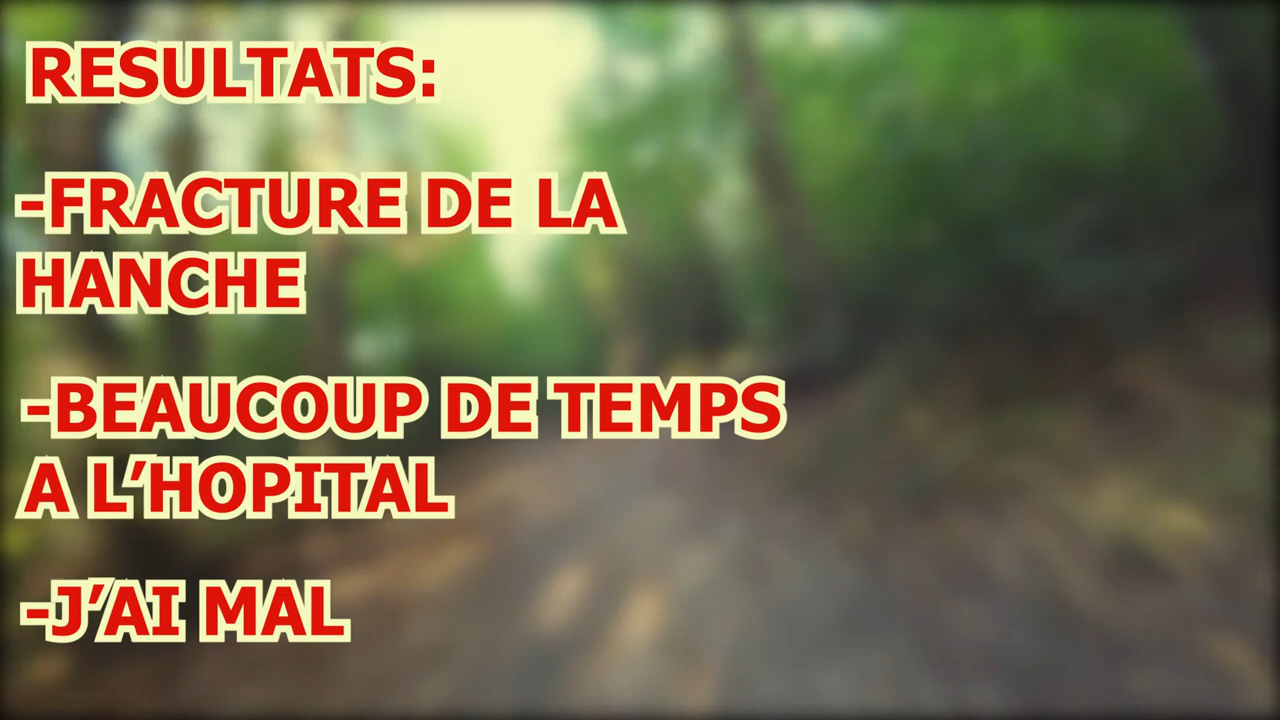 RESULTATS:
-FRACTURE DE LA
HANCHE
-BEAUCOUP DE TEMPS
A L’HOPITAL
-J’AI MAL